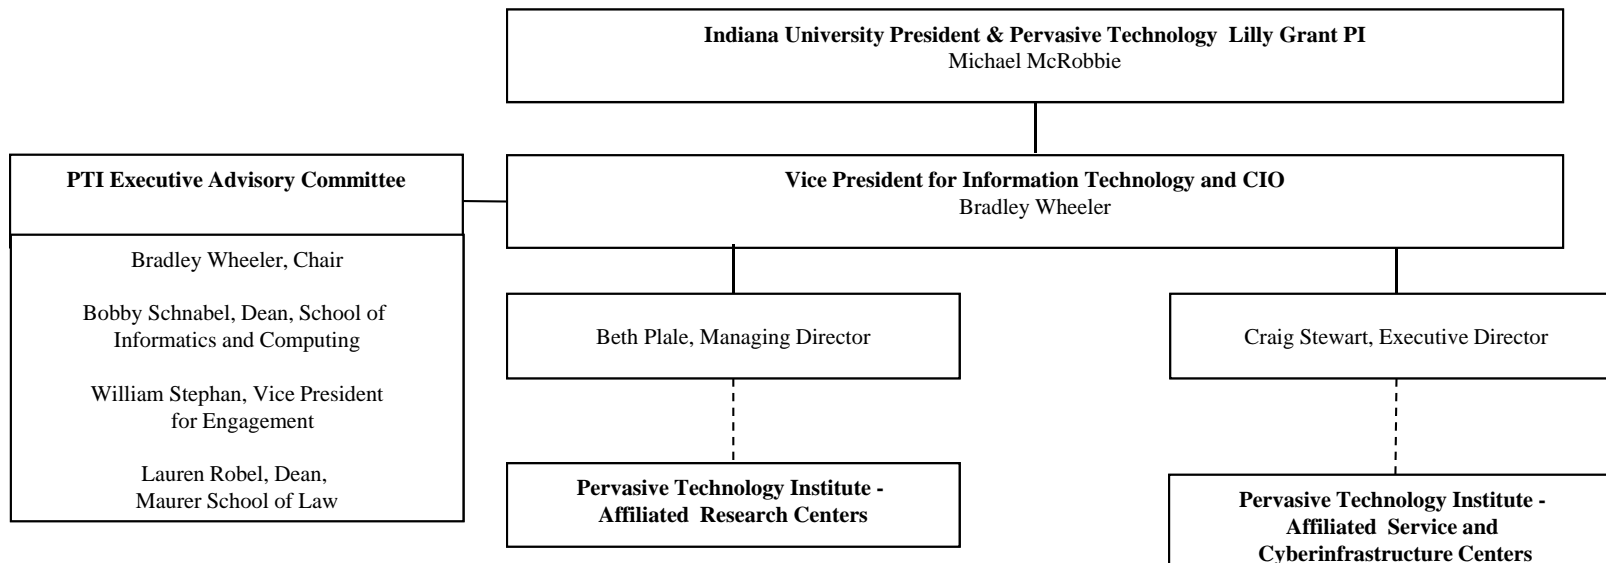 Indiana University President & Pervasive Technology Lilly Grant PI
Michael McRobbie
PTI Executive Advisory Committee
Vice President for Information Technology and CIO
Bradley Wheeler
Bradley Wheeler, Chair
Bobby Schnabel, Dean, School of
Informatics and Computing
William Stephan, Vice President
for Engagement
Lauren Robel, Dean,
Maurer School of Law
Beth Plale, Managing Director
Craig Stewart, Executive Director
Pervasive Technology Institute -
Affiliated Research Centers
Pervasive Technology Institute -
Affiliated Service and
Cyberinfrastructure Centers